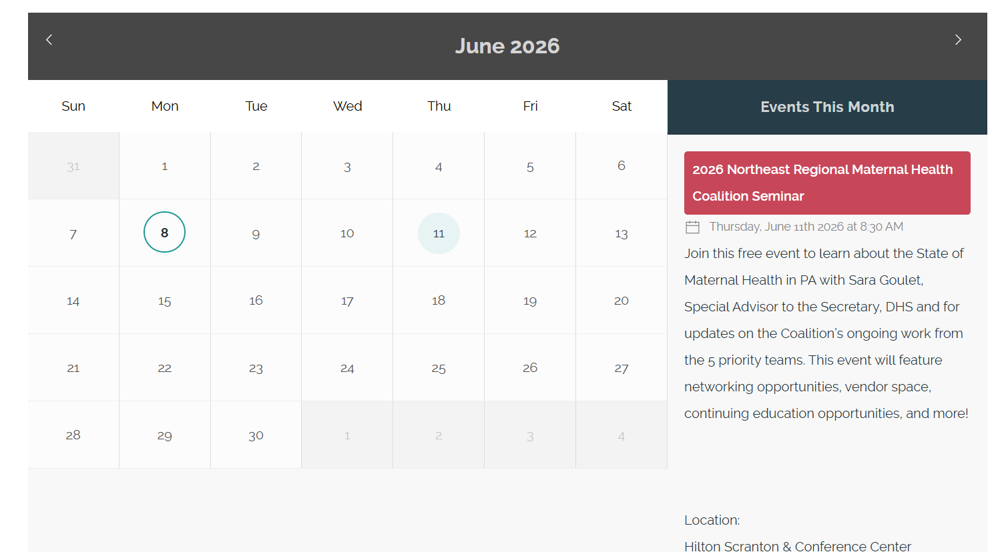 June 2026
Sun Mon Tue Wed Thu Fri Sat
31 1 2 3 4 5 6
7 8 9 10 11 12 13
14 15 16 17 18 19 20
21 22 23 24 25 26 27
28 29 30 1 2 3 4
Events This Month
2026 Northeast Regional Maternal Health
Coalition Seminar
Thursday, June 11th 2026 at 8:30 AM
Join this free event to learn about the State of
Maternal Health in PA with Sara Goulet,
Special Advisor to the Secretary, DHS and for
updates on the Coalition's ongoing work from
the 5 priority teams. This event will feature
networking opportunities, vendor space,
continuing education opportunities, and more!
Location:
Hilton Scranton & Conference Center